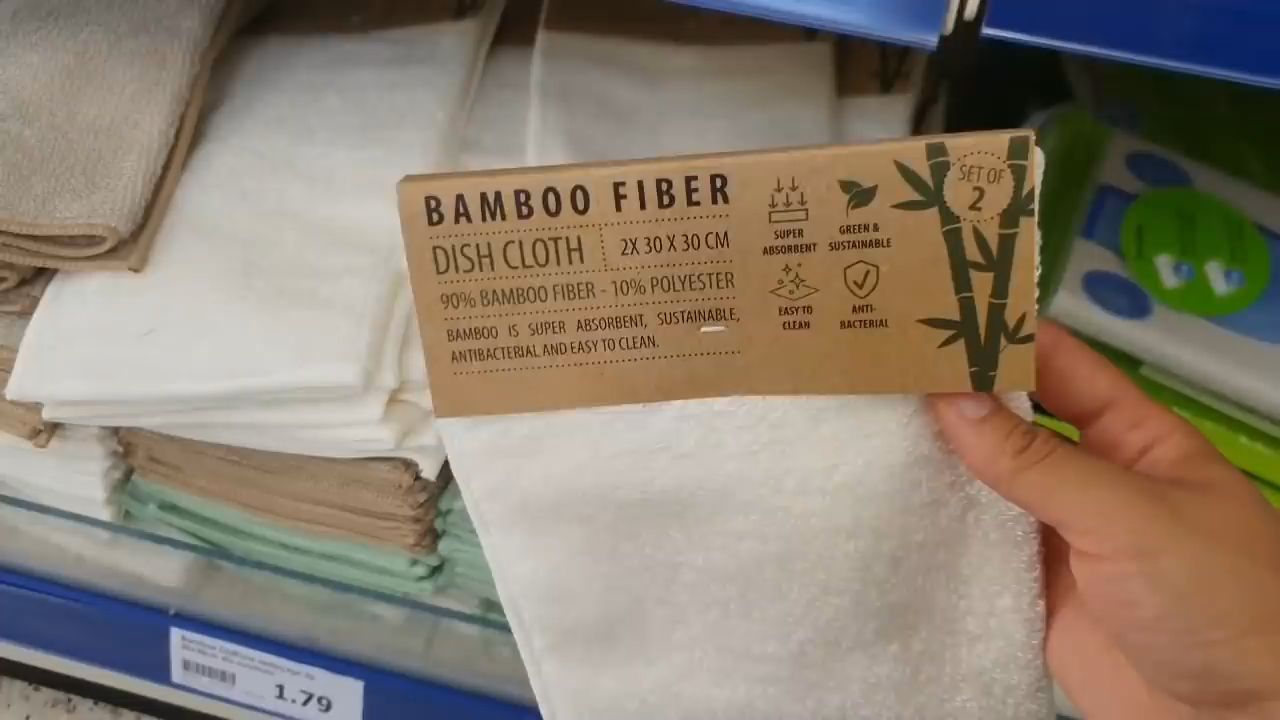 BAMBOO FIBER
DISH CLOTH
2X 30 X 30 CM
90% BAMBOO FIBER - 10% POLYESTER
BAMBOO IS SUPER ABSORBENT, SUSTAINABLE,
ANTIBACTERIAL AND EASY TO CLEAN.
SUPER
ABSORBENT
GREEN &
SUSTAINABLE
EASY TO
CLEAN
ANTI-
BACTERIAL
SET OF
2
1.79